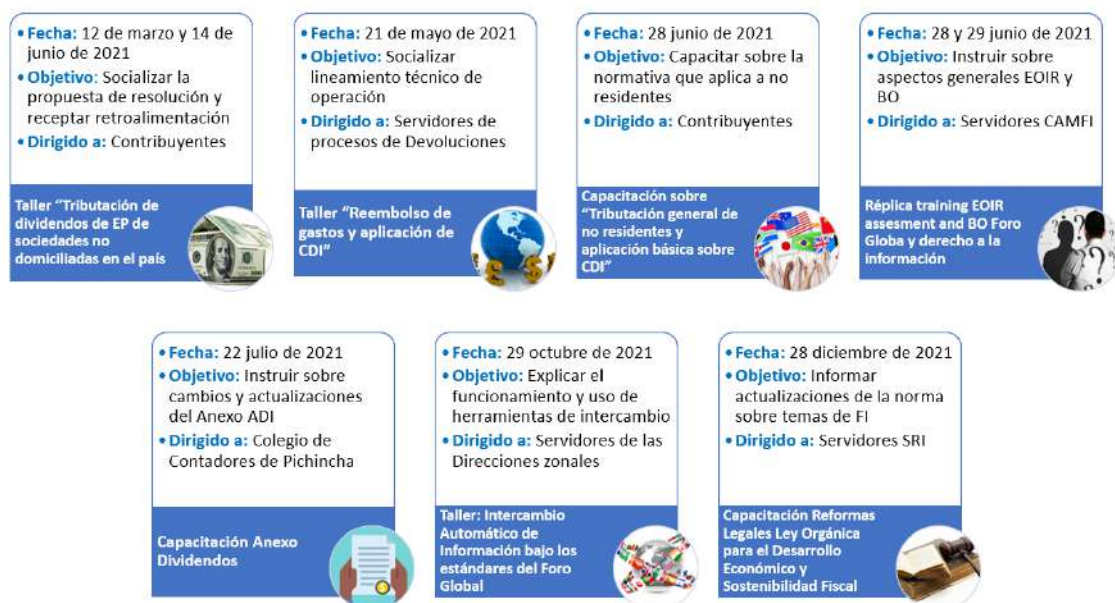 • Fecha: 12 de marzo y 14 de
junio de 2021
• Objetivo: Socializar la
propuesta de resolución y
receptar retroalimentación
• Dirigido a: Contribuyentes
Taller “Tributación de
dividendos de EP de
sociedades no
domiciliadas en el país
• Fecha: 21 de mayo de 2021
• Objetivo: Socializar
lineamiento técnico de
operación
• Dirigido a: Servidores de
procesos de Devoluciones
Taller “Reembolso de
gastos y aplicación de
CDI”
• Fecha: 28 junio de 2021
• Objetivo: Capacitar sobre la
normativa que aplica a no
residentes
• Dirigido a: Contribuyentes
Capacitación sobre
“Tributación general de
no residentes y
aplicación básica sobre
CDI”
• Fecha: 28 y 29 junio de 2021
• Objetivo: Instruir sobre
aspectos generales EOIR y
BO
• Dirigido a: Servidores CAMFI
Réplica training EOIR
assesment and BO Foro
Globa y derecho a la
información
• Fecha: 22 julio de 2021
• Objetivo: Instruir sobre
cambios y actualizaciones
del Anexo ADI
• Dirigido a: Colegio de
Contadores de Pichincha
Capacitación Anexo
Dividendos
• Fecha: 29 octubre de 2021
• Objetivo: Explicar el
funcionamiento y uso de
herramientas de intercambio
• Dirigido a: Servidores de las
Direcciones zonales
Taller: Intercambio
Automático de
Información bajo los
estándares del Foro
Global
• Fecha: 28 diciembre de 2021
• Objetivo: Informar
actualizaciones de la norma
sobre temas de FI
• Dirigido a: Servidores SRI
Capacitación Reformas
Legales Ley Orgánica
para el Desarrollo
Económico y
Sostenibilidad Fiscal